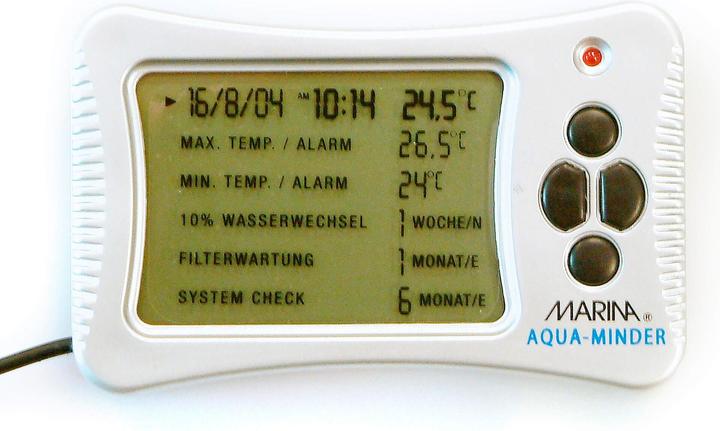 ▶ 16/8/04 AM 10:14 24.5°C
MAX. TEMP. / ALARM 26.5°C
MIN. TEMP. / ALARM 24°C
10% WASSERWECHSEL 1 WOCHE/N
FILTERWARTUNG 1 MONAT/E
SYSTEM CHECK 6 MONAT/E
MARINA®
AQUA-MINDER